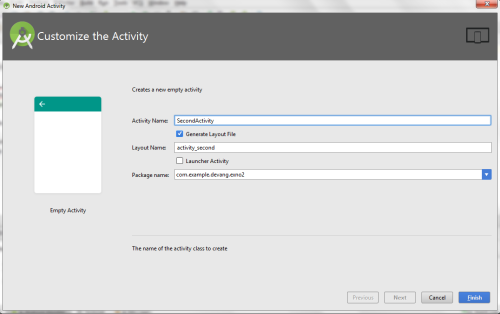 New Android Activity
Customize the Activity
Creates a new empty activity
Activity Name: SecondActivity
Generate Layout File
Layout Name: activity_second
Launcher Activity
Package name: com.example.devang.exno2
Empty Activity
The name of the activity class to create
Previous Next Cancel Finish